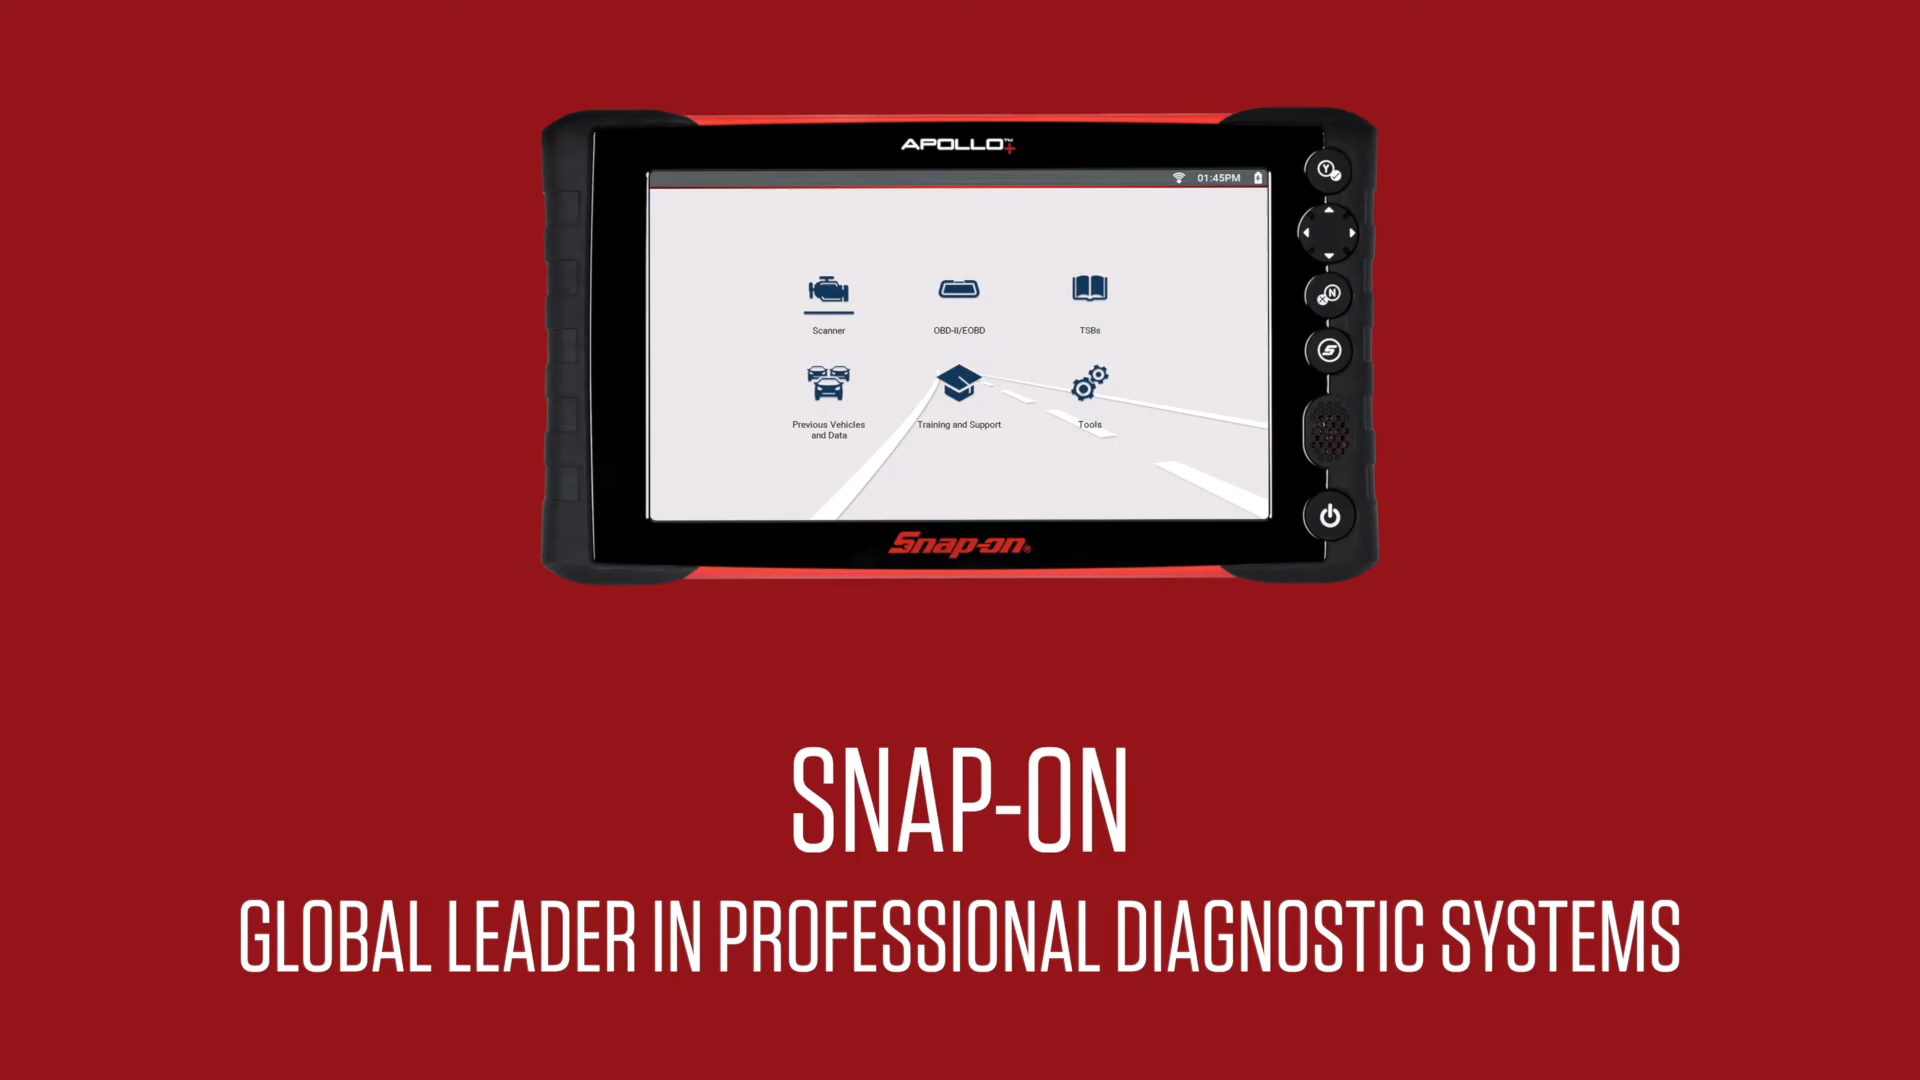 APOLLO+™
01:45PM
Scanner
OBD-II/EOBD
TSBs
Previous Vehicles
and Data
Training and Support
Tools
Y
N
S
Snap-on®
SNAP-ON
GLOBAL LEADER IN PROFESSIONAL DIAGNOSTIC SYSTEMS